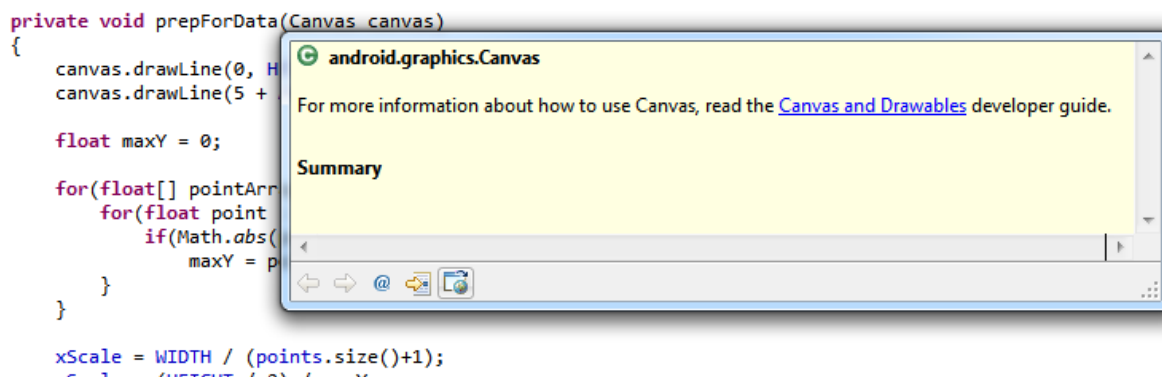 private void prepForData(Canvas canvas)
{
canvas.drawLine(0, H
canvas.drawLine(5 +
float maxY = 0;
for(float[] pointArr
for(float point
if(Math.abs(
maxY = p
}
}
xScale = WIDTH / (points.size()+1);
android.graphics.Canvas
For more information about how to use Canvas, read the Canvas and Drawables developer guide.
Summary
@